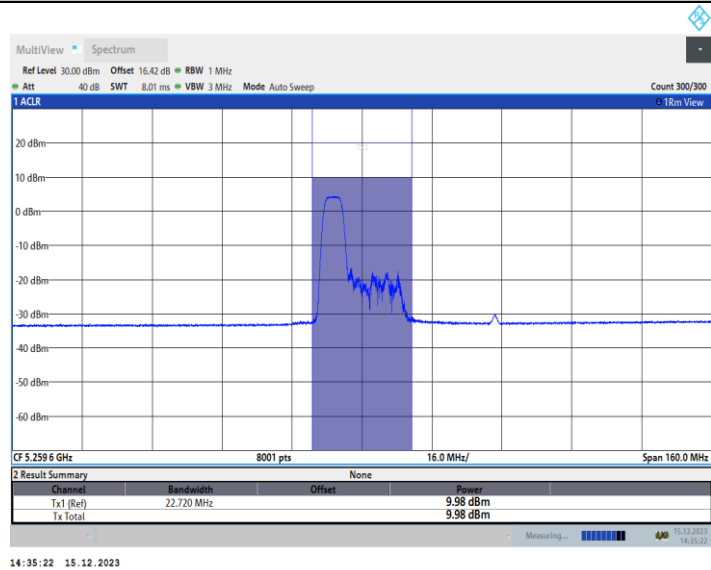 MultiView Spectrum
Ref Level 30.00 dBm Offset 16.42 dB RBW 1 MHz
Att 40 dB SWT 8.01 ms VBW 3 MHz Mode Auto Sweep Count 300/300
1 ACLR 1Rm View
20 dBm
10 dBm
0 dBm
-10 dBm
-20 dBm
-30 dBm
-40 dBm
-50 dBm
-60 dBm
CF 5.259 6 GHz 8001 pts 16.0 MHz/ Span 160.0 MHz
2 Result Summary None
Channel Bandwidth Offset Power
Tx1 (Ref) 22.720 MHz 9.98 dBm
Tx Total 9.98 dBm
Measuring... 15.12.2023
14:35:22
14:35:22 15.12.2023